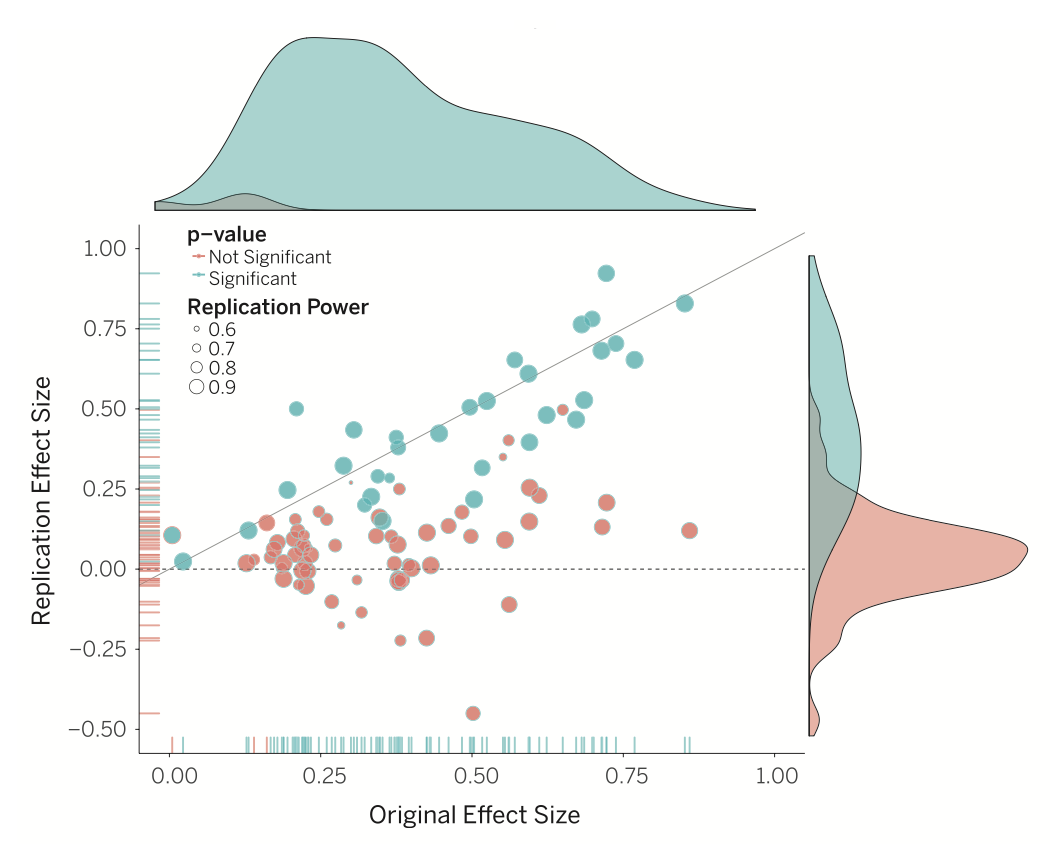 p−value
Not Significant
Significant
Replication Power
0.6
0.7
0.8
0.9
1.00
0.75
0.50
0.25
0.00
−0.25
−0.50
Replication Effect Size
0.00 0.25 0.50 0.75 1.00
Original Effect Size